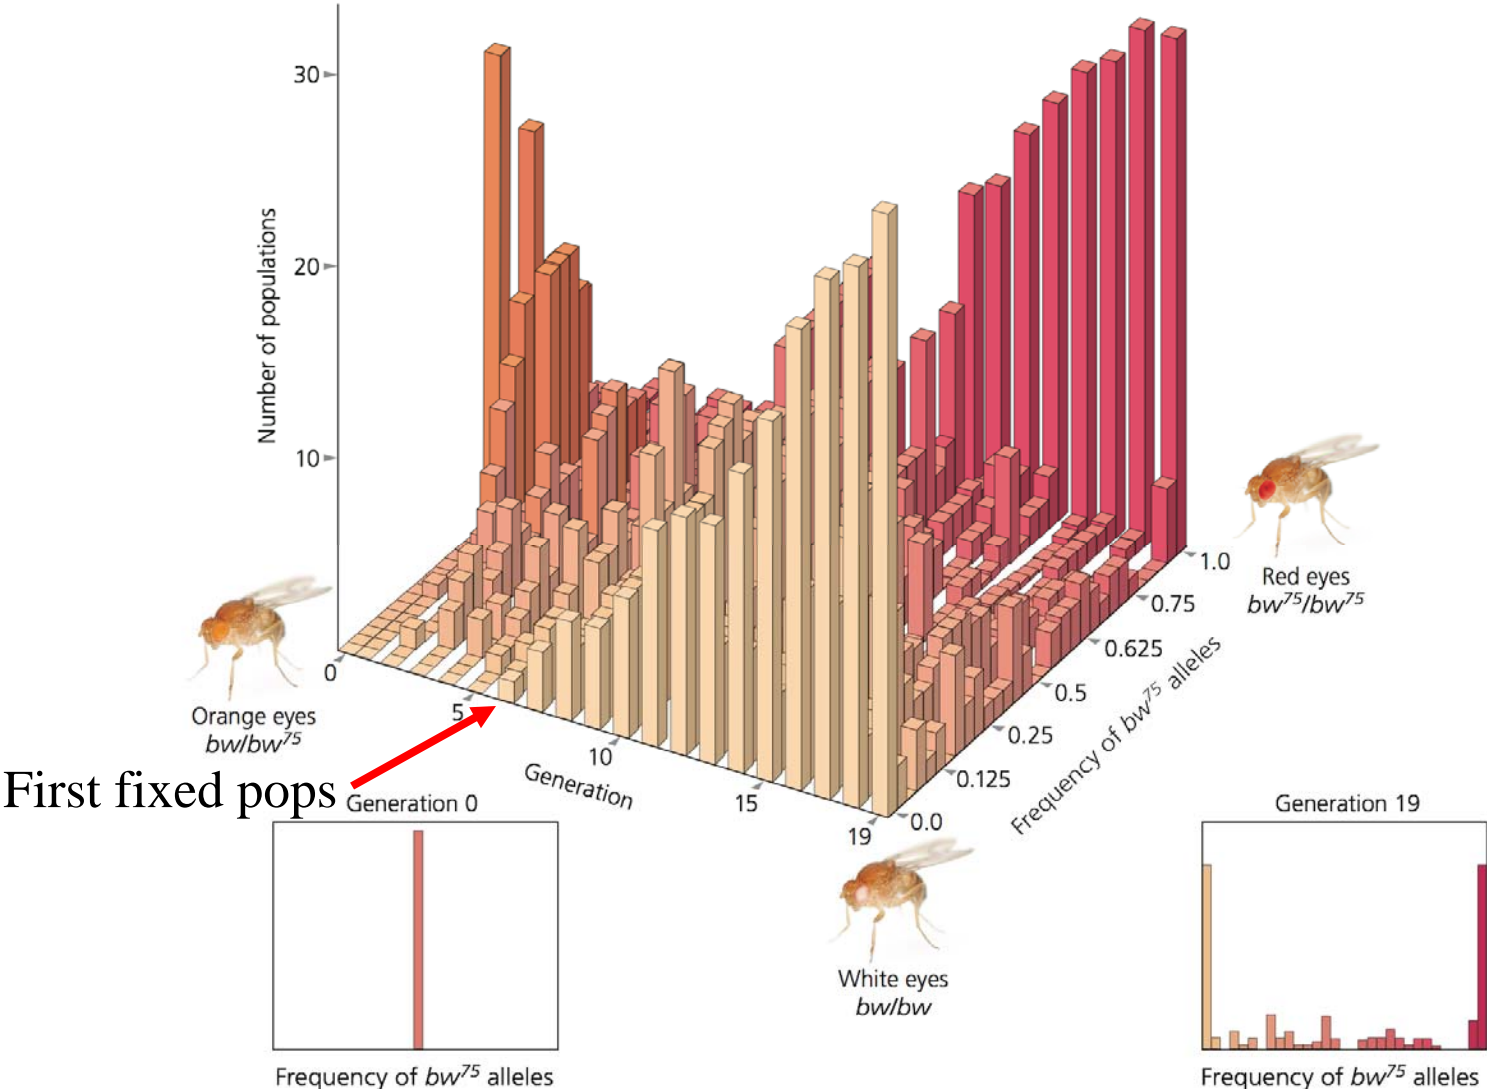 30
20
10
Number of populations
0
5
10
15
19
Generation
0.0
0.125
0.25
0.5
0.625
0.75
1.0
Frequency of bw75 alleles
Orange eyes
bw/bw75
Red eyes
bw75/bw75
White eyes
bw/bw
First fixed pops
Generation 0
Frequency of bw75 alleles
Generation 19
Frequency of bw75 alleles